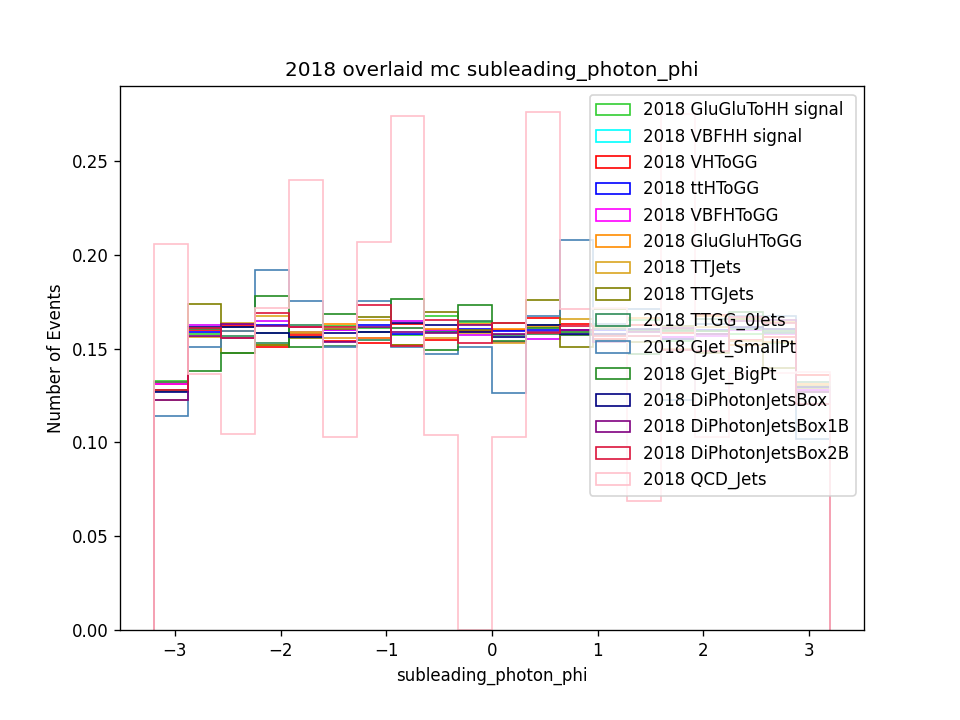 2018 overlaid mc subleading_photon_phi
Number of Events
0.25
0.20
0.15
0.10
0.05
0.00
2018 GluGluToHH signal
2018 VBFHH signal
2018 VHToGG
2018 ttHToGG
2018 VBFHToGG
2018 GluGluHToGG
2018 TTJets
2018 TTGJets
2018 TTGG_0Jets
2018 GJet_SmallPt
2018 GJet_BigPt
2018 DiPhotonJetsBox
2018 DiPhotonJetsBox1B
2018 DiPhotonJetsBox2B
2018 QCD_Jets
−3 −2 −1 0 1 2 3
subleading_photon_phi